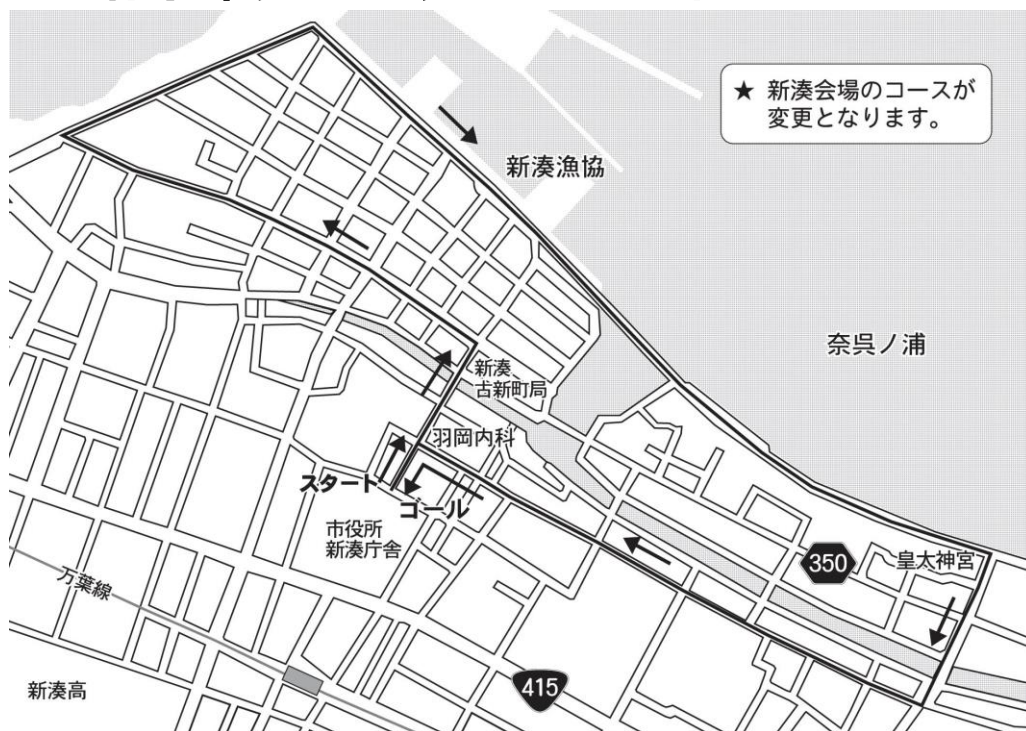 ★ 新湊会場のコースが
変更となります。
新湊漁協
奈呉ノ浦
新湊
古新町局
羽岡内科
スタート
ゴール
市役所
新湊庁舎
350
皇太神宮
万葉線
415
新湊高